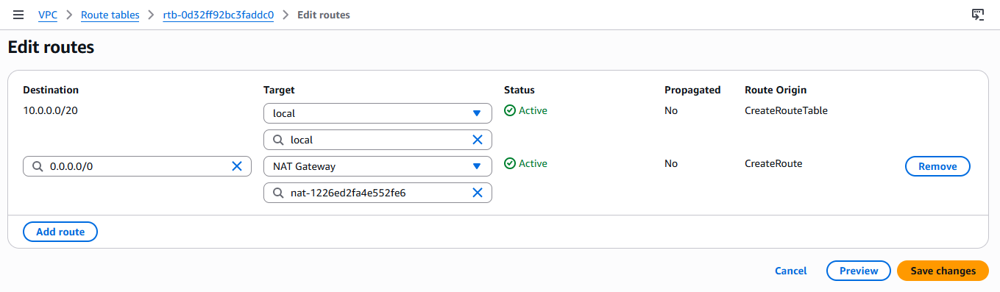 VPC > Route tables > rtb-0d32ff92bc3faddc0 > Edit routes
Edit routes
Destination Target Status Propagated Route Origin
10.0.0.0/20 local Active No CreateRouteTable
local
0.0.0.0/0 NAT Gateway Active No CreateRoute Remove
nat-1226ed2fa4e552fe6
Add route
Cancel Preview Save changes